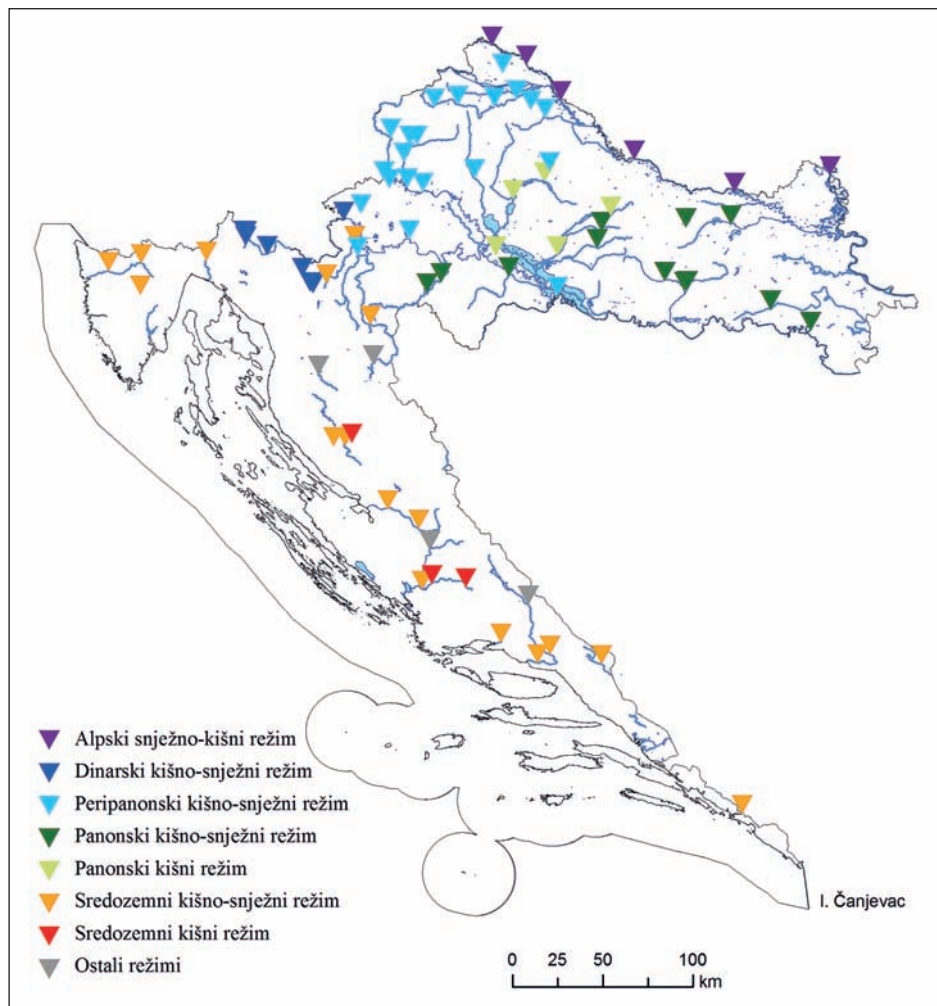 Alpski snježno-kišni režim
Dinarski kišno-snježni režim
Peripanonski kišno-snježni režim
Panonski kišno-snježni režim
Panonski kišni režim
Sredozemni kišno-snježni režim
Sredozemni kišni režim
Ostali režimi
I. Čanjevac
0 25 50 100
km